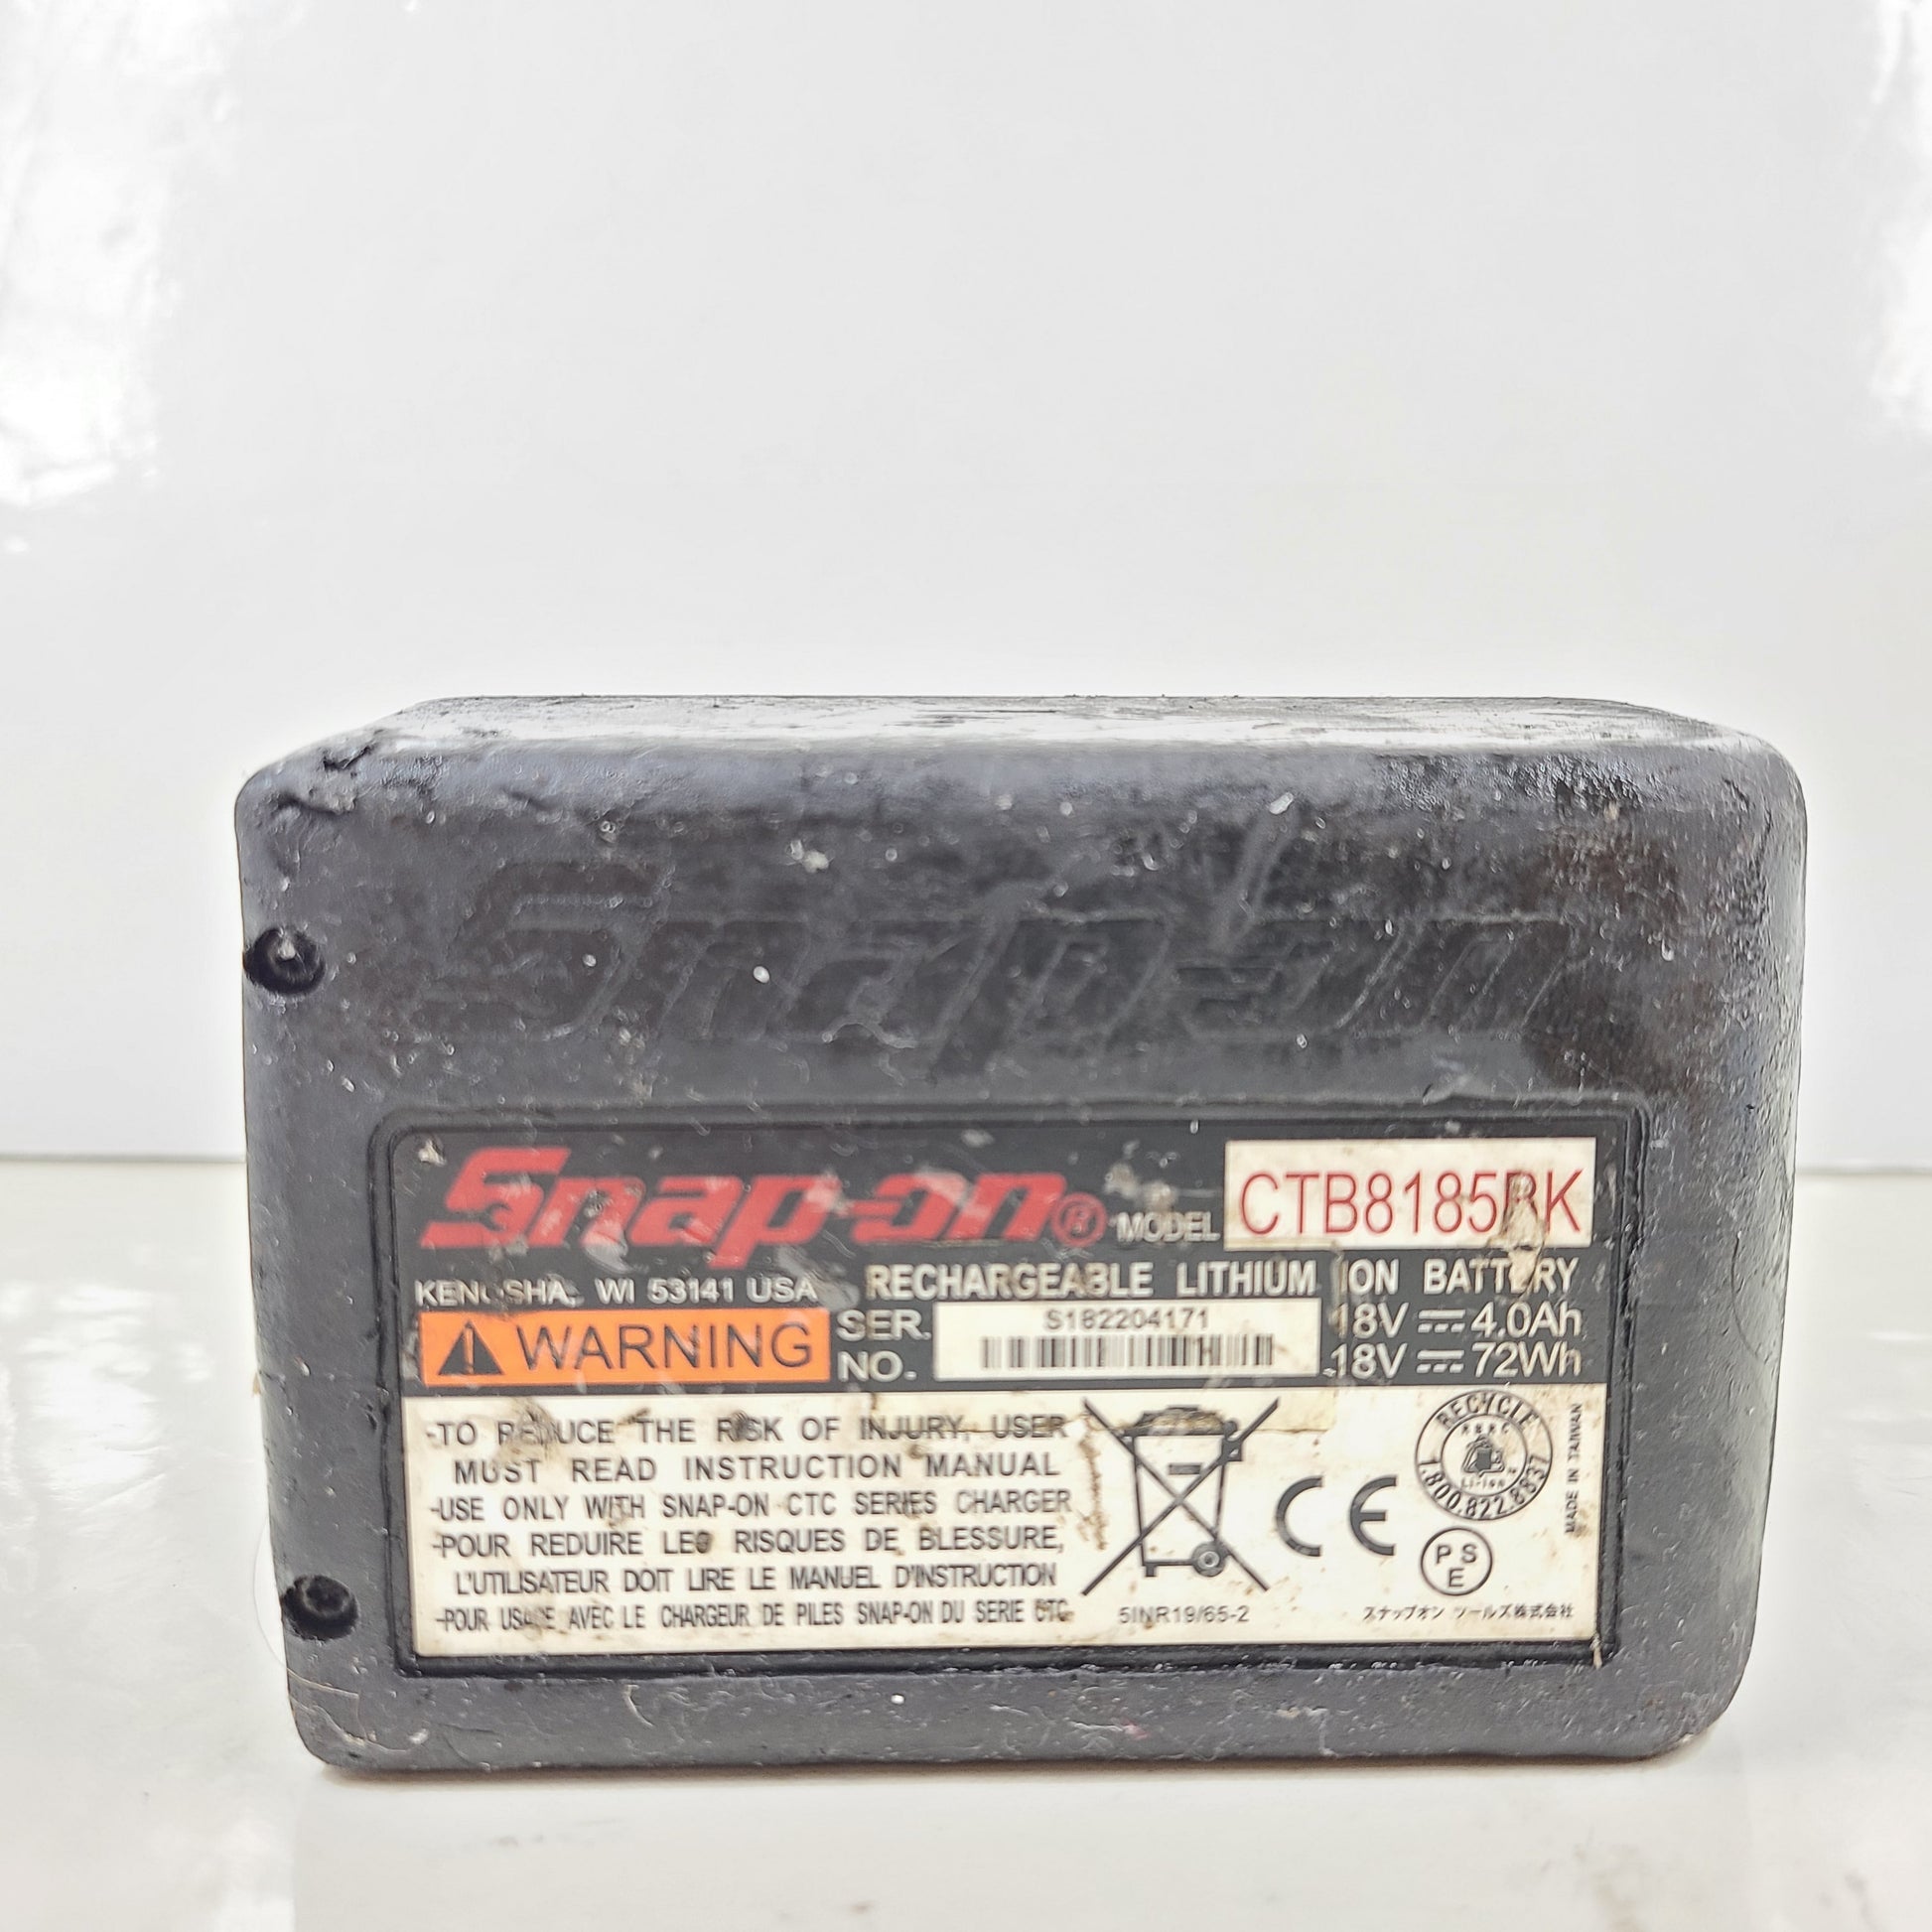 Snap-on
Snap-on® MODEL CTB8185BK
KENOSHA, WI 53141 USA RECHARGEABLE LITHIUM ION BATTERY
WARNING SER. NO. S182204171 18V ⎓ 4.0Ah
18V ⎓ 72Wh
-TO REDUCE THE RISK OF INJURY, USER
MUST READ INSTRUCTION MANUAL
-USE ONLY WITH SNAP-ON CTC SERIES CHARGER
-POUR REDUIRE LES RISQUES DE BLESSURE,
L'UTILISATEUR DOIT LIRE LE MANUEL D'INSTRUCTION
-POUR USAGE AVEC LE CHARGEUR DE PILES SNAP-ON DU SERIE CTC
5INR19/65-2
CE
RECYCLE
RBRC
Li-ion
1.800.822.8837
MADE IN TAIWAN
PSE
スナップオン ツールズ株式会社